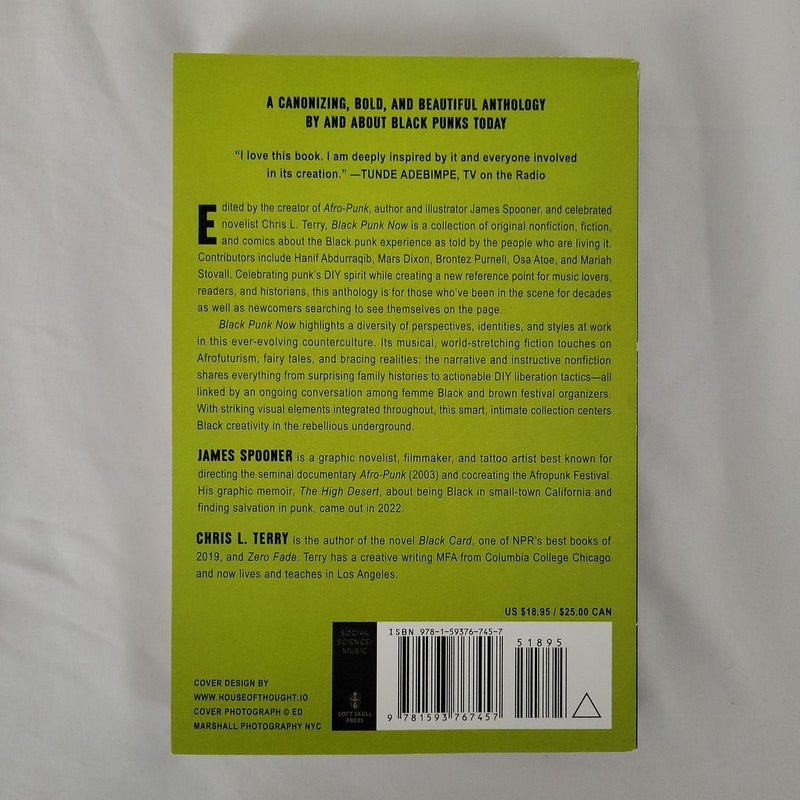 A CANONIZING, BOLD, AND BEAUTIFUL ANTHOLOGY
BY AND ABOUT BLACK PUNKS TODAY
“I love this book. I am deeply inspired by it and everyone involved
in its creation.” —TUNDE ADEBIMPE, TV on the Radio
Edited by the creator of Afro-Punk, author and illustrator James Spooner, and celebrated
novelist Chris L. Terry, Black Punk Now is a collection of original nonfiction, fiction,
and comics about the Black punk experience as told by the people who are living it.
Contributors include Hanif Abdurraqib, Mars Dixon, Brontez Purnell, Osa Atoe, and Mariah
Stovall. Celebrating punk’s DIY spirit while creating a new reference point for music lovers,
readers, and historians, this anthology is for those who’ve been in the scene for decades
as well as newcomers searching to see themselves on the page.
Black Punk Now highlights a diversity of perspectives, identities, and styles at work
in this ever-evolving counterculture. Its musical, world-stretching fiction touches on
Afrofuturism, fairy tales, and bracing realities; the narrative and instructive nonfiction
shares everything from surprising family histories to actionable DIY liberation tactics—all
linked by an ongoing conversation among femme Black and brown festival organizers.
With striking visual elements integrated throughout, this smart, intimate collection centers
Black creativity in the rebellious underground.
JAMES SPOONER is a graphic novelist, filmmaker, and tattoo artist best known for
directing the seminal documentary Afro-Punk (2003) and cocreating the Afropunk Festival.
His graphic memoir, The High Desert, about being Black in small-town California and
finding salvation in punk, came out in 2022.
CHRIS L. TERRY is the author of the novel Black Card, one of NPR’s best books of
2019, and Zero Fade. Terry has a creative writing MFA from Columbia College Chicago
and now lives and teaches in Los Angeles.
US $18.95 / $25.00 CAN
SOCIAL
SCIENCE/
MUSIC
SOFT SKULL
PRESS
ISBN 978-1-59376-745-7
51895
9 781593 767457
COVER DESIGN BY
WWW.HOUSEOFTHOUGHT.IO
COVER PHOTOGRAPH © ED
MARSHALL PHOTOGRAPHY NYC